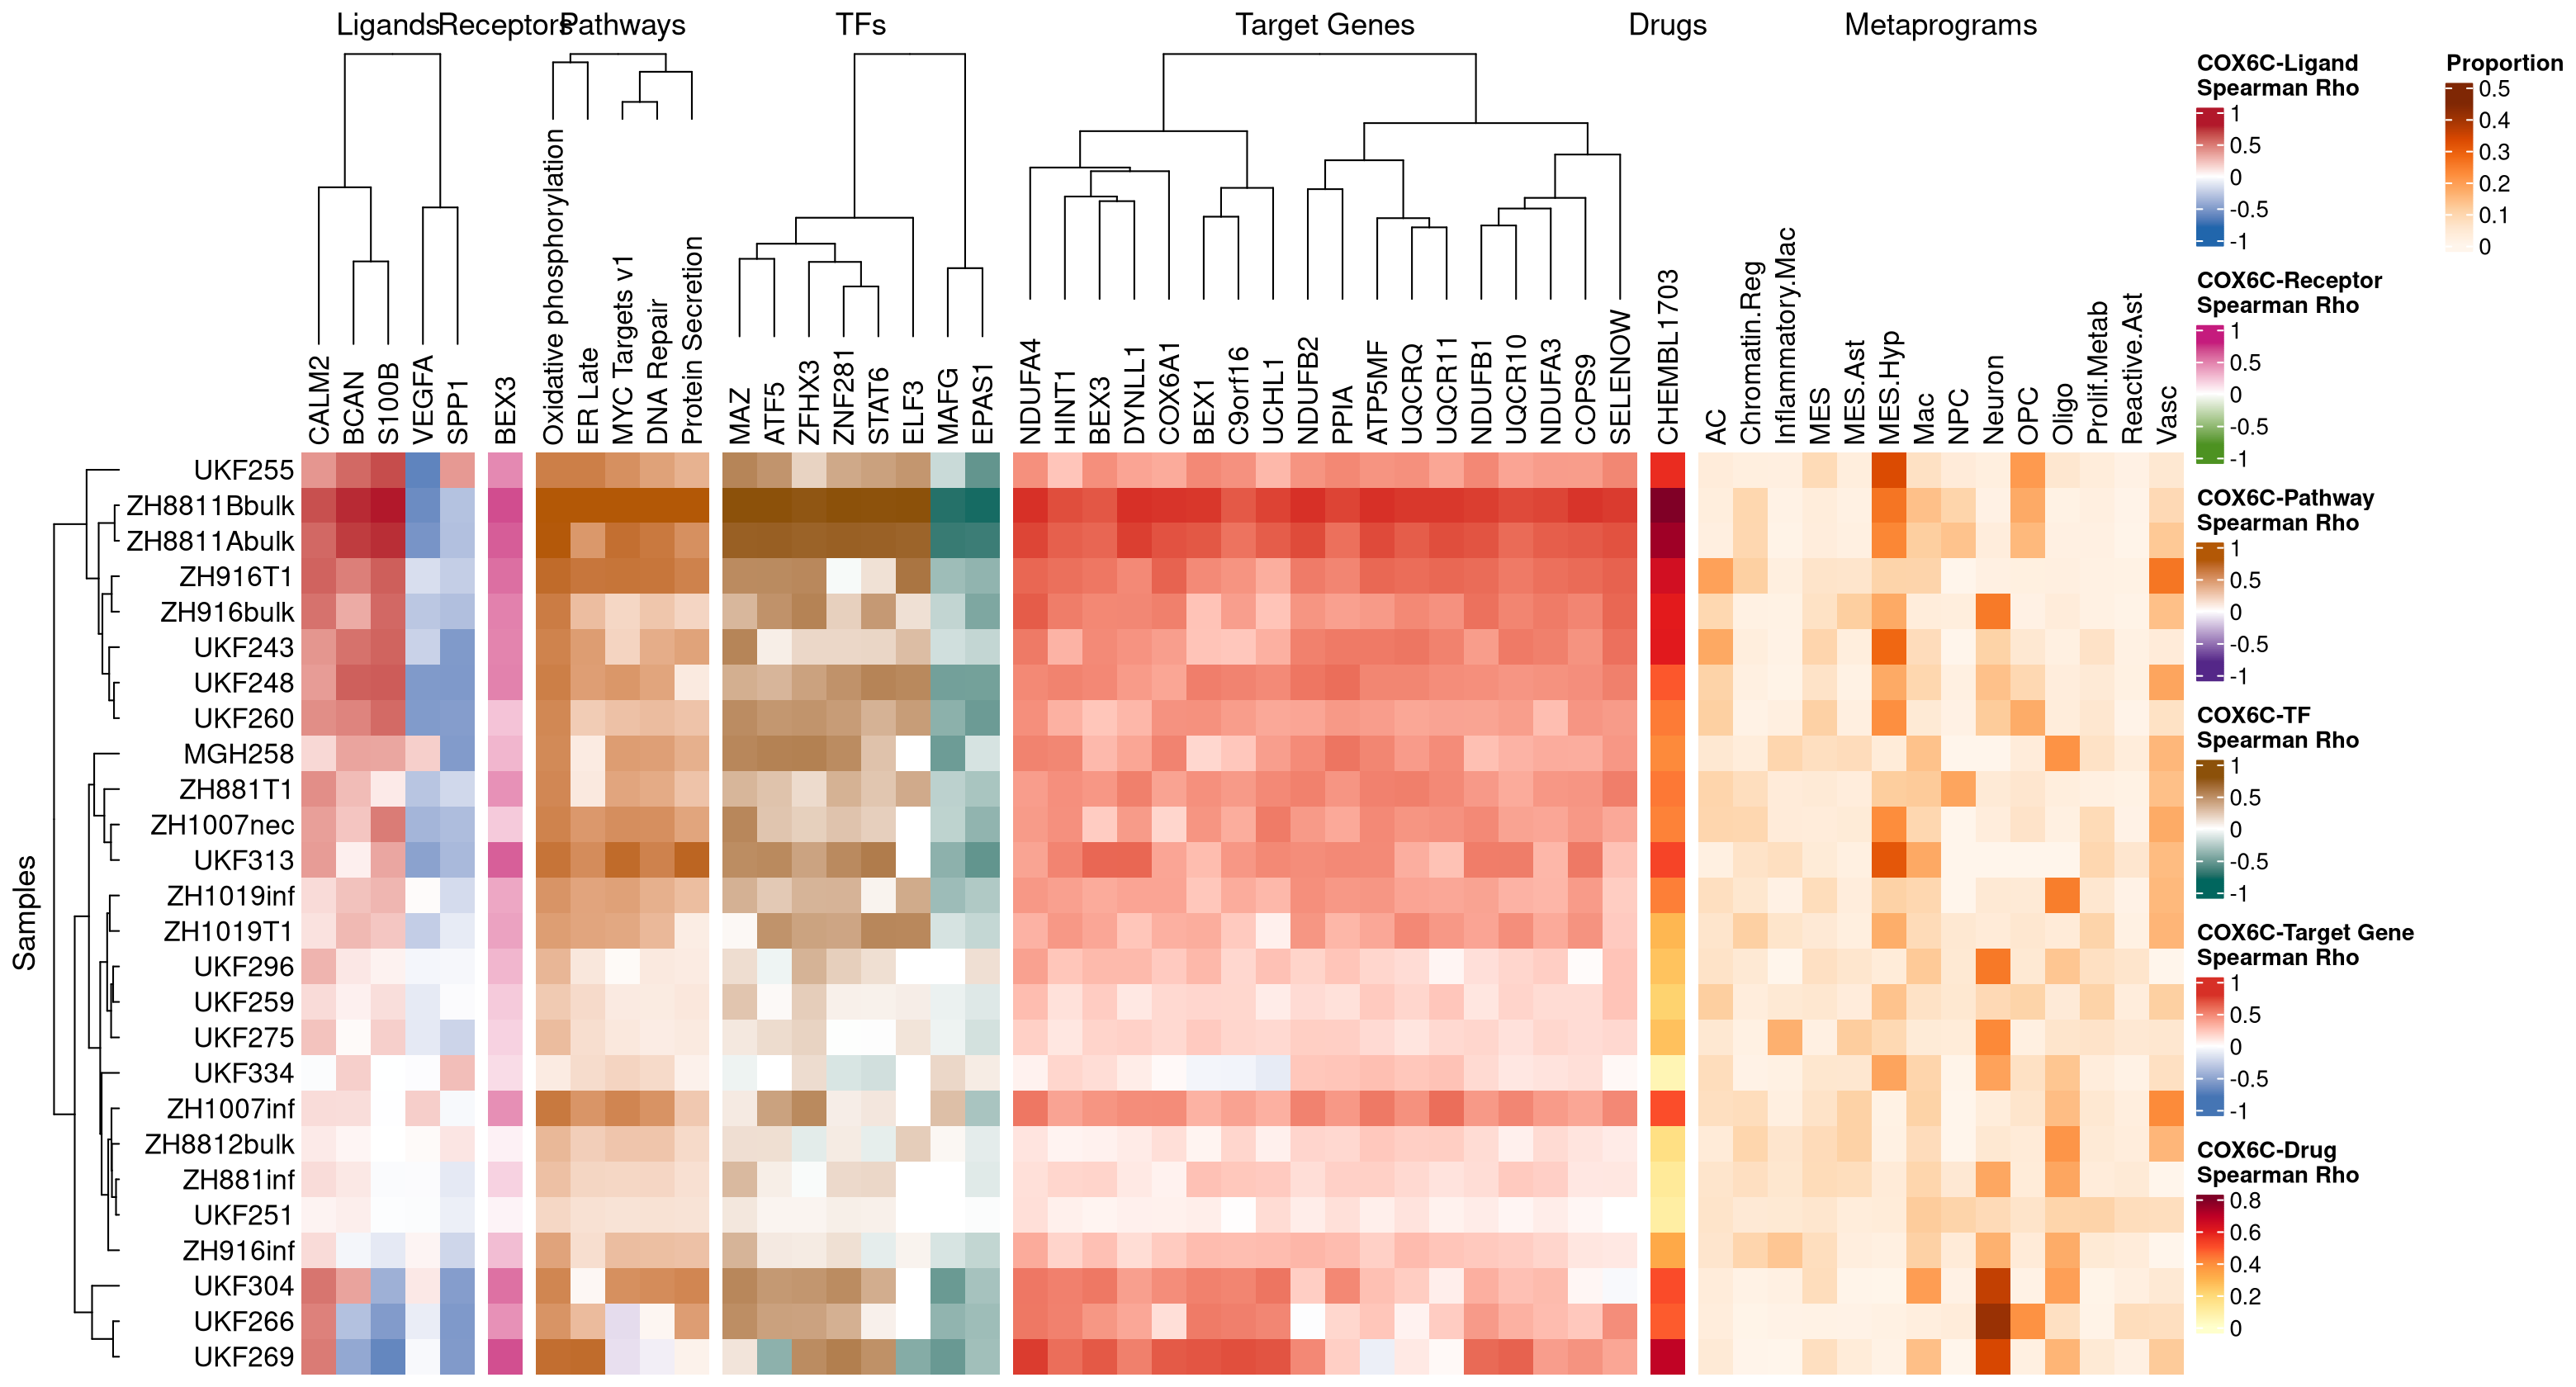 Ligands Receptors Pathways TFs Target Genes Drugs Metaprograms
CALM2
BCAN
S100B
VEGFA
SPP1
BEX3
Oxidative phosphorylation
ER Late
MYC Targets v1
DNA Repair
Protein Secretion
MAZ
ATF5
ZFHX3
ZNF281
STAT6
ELF3
MAFG
EPAS1
NDUFA4
HINT1
BEX3
DYNLL1
COX6A1
BEX1
C9orf16
UCHL1
NDUFB2
PPIA
ATP5MF
UQCRQ
UQCR11
NDUFB1
UQCR10
NDUFA3
COPS9
SELENOW
CHEMBL1703
AC
Chromatin.Reg
Inflammatory.Mac
MES
MES.Ast
MES.Hyp
Mac
NPC
Neuron
OPC
Oligo
Prolif.Metab
Reactive.Ast
Vasc
Samples
UKF255
ZH8811Bbulk
ZH8811Abulk
ZH916T1
ZH916bulk
UKF243
UKF248
UKF260
MGH258
ZH881T1
ZH1007nec
UKF313
ZH1019inf
ZH1019T1
UKF296
UKF259
UKF275
UKF334
ZH1007inf
ZH8812bulk
ZH881inf
UKF251
ZH916inf
UKF304
UKF266
UKF269
COX6C-Ligand
Spearman Rho
1
0.5
0
-0.5
-1
COX6C-Receptor
Spearman Rho
1
0.5
0
-0.5
-1
COX6C-Pathway
Spearman Rho
1
0.5
0
-0.5
-1
COX6C-TF
Spearman Rho
1
0.5
0
-0.5
-1
COX6C-Target Gene
Spearman Rho
1
0.5
0
-0.5
-1
COX6C-Drug
Spearman Rho
0.8
0.6
0.4
0.2
0
Proportion
0.5
0.4
0.3
0.2
0.1
0